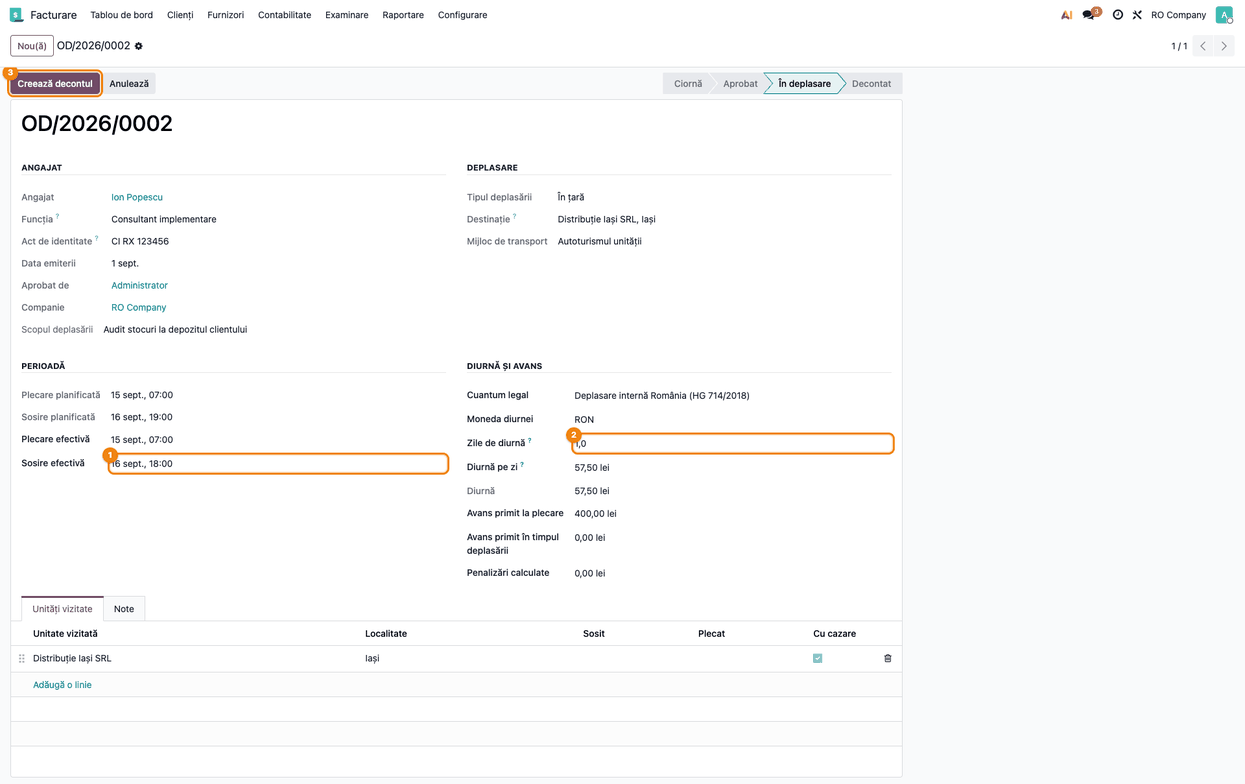 Facturare Tablou de bord Clienți Furnizori Contabilitate Examinare Raportare Configurare
3 RO Company A
Nou(ă) OD/2026/0002
1 / 1
3
Creează decontul Anulează
Ciornă Aprobat În deplasare Decontat
OD/2026/0002
ANGAJAT
Angajat Ion Popescu
Funcția ? Consultant implementare
Act de identitate ? CI RX 123456
Data emiterii 1 sept.
Aprobat de Administrator
Companie RO Company
Scopul deplasării Audit stocuri la depozitul clientului
DEPLASARE
Tipul deplasării În țară
Destinație ? Distribuție Iași SRL, Iași
Mijloc de transport Autoturismul unității
PERIOADĂ
Plecare planificată 15 sept., 07:00
Sosire planificată 16 sept., 19:00
Plecare efectivă 15 sept., 07:00
1
Sosire efectivă 16 sept., 18:00
DIURNĂ ȘI AVANS
Cuantum legal Deplasare internă România (HG 714/2018)
Moneda diurnei RON
2
Zile de diurnă ? 1,0
Diurnă pe zi ? 57,50 lei
Diurnă 57,50 lei
Avans primit la plecare 400,00 lei
Avans primit în timpul 0,00 lei
deplasării
Penalizări calculate 0,00 lei
Unități vizitate Note
Unitate vizitată Localitate Sosit Plecat Cu cazare
Distribuție Iași SRL Iași
Adăugă o linie